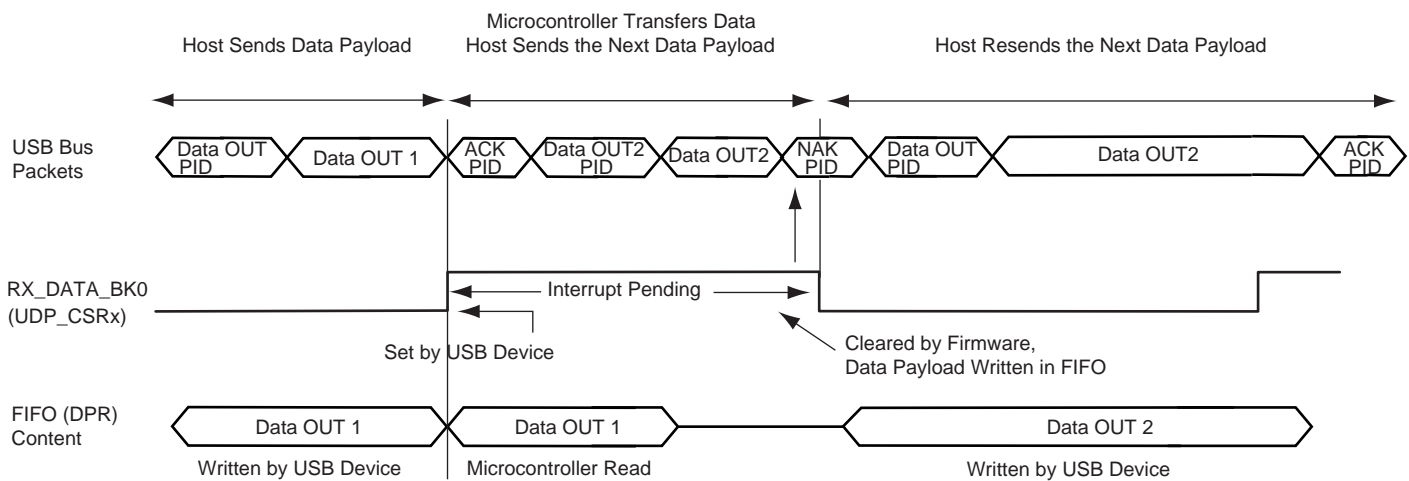 Host Sends Data Payload
Microcontroller Transfers Data
Host Sends the Next Data Payload
Host Resends the Next Data Payload
USB Bus
Packets
Data OUT
PID
Data OUT 1
ACK
PID
Data OUT2
PID
Data OUT2
NAK
PID
Data OUT
PID
Data OUT2
ACK
PID
RX_DATA_BK0
(UDP_CSRx)
Interrupt Pending
Set by USB Device
Cleared by Firmware,
Data Payload Written in FIFO
FIFO (DPR)
Content
Data OUT 1
Data OUT 1
Data OUT 2
Written by USB Device
Microcontroller Read
Written by USB Device